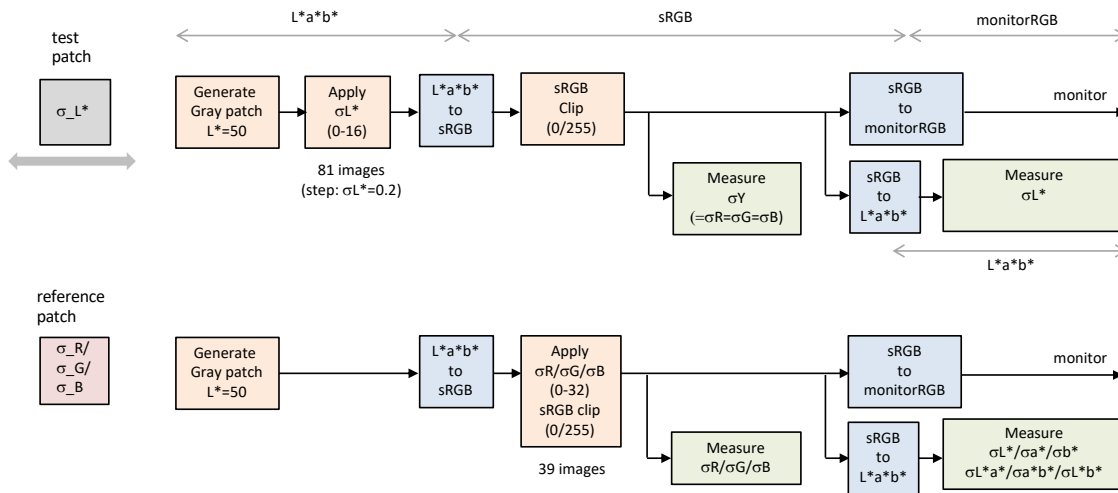 L*a*b*
sRGB
monitorRGB
test
patch
σ_L*
Generate
Gray patch
L*=50
Apply
σL*
(0-16)
L*a*b*
to
sRGB
sRGB
Clip
(0/255)
sRGB
to
monitorRGB
monitor
81 images
(step: σL*=0.2)
Measure
σY
(=σR=σG=σB)
sRGB
to
L*a*b*
Measure
σL*
L*a*b*
reference
patch
σ_R/
σ_G/
σ_B
Generate
Gray patch
L*=50
L*a*b*
to
sRGB
Apply
σR/σG/σB
(0-32)
sRGB clip
(0/255)
sRGB
to
monitorRGB
monitor
39 images
Measure
σR/σG/σB
sRGB
to
L*a*b*
Measure
σL*/σa*/σb*
σL*a*/σa*b*/σL*b*